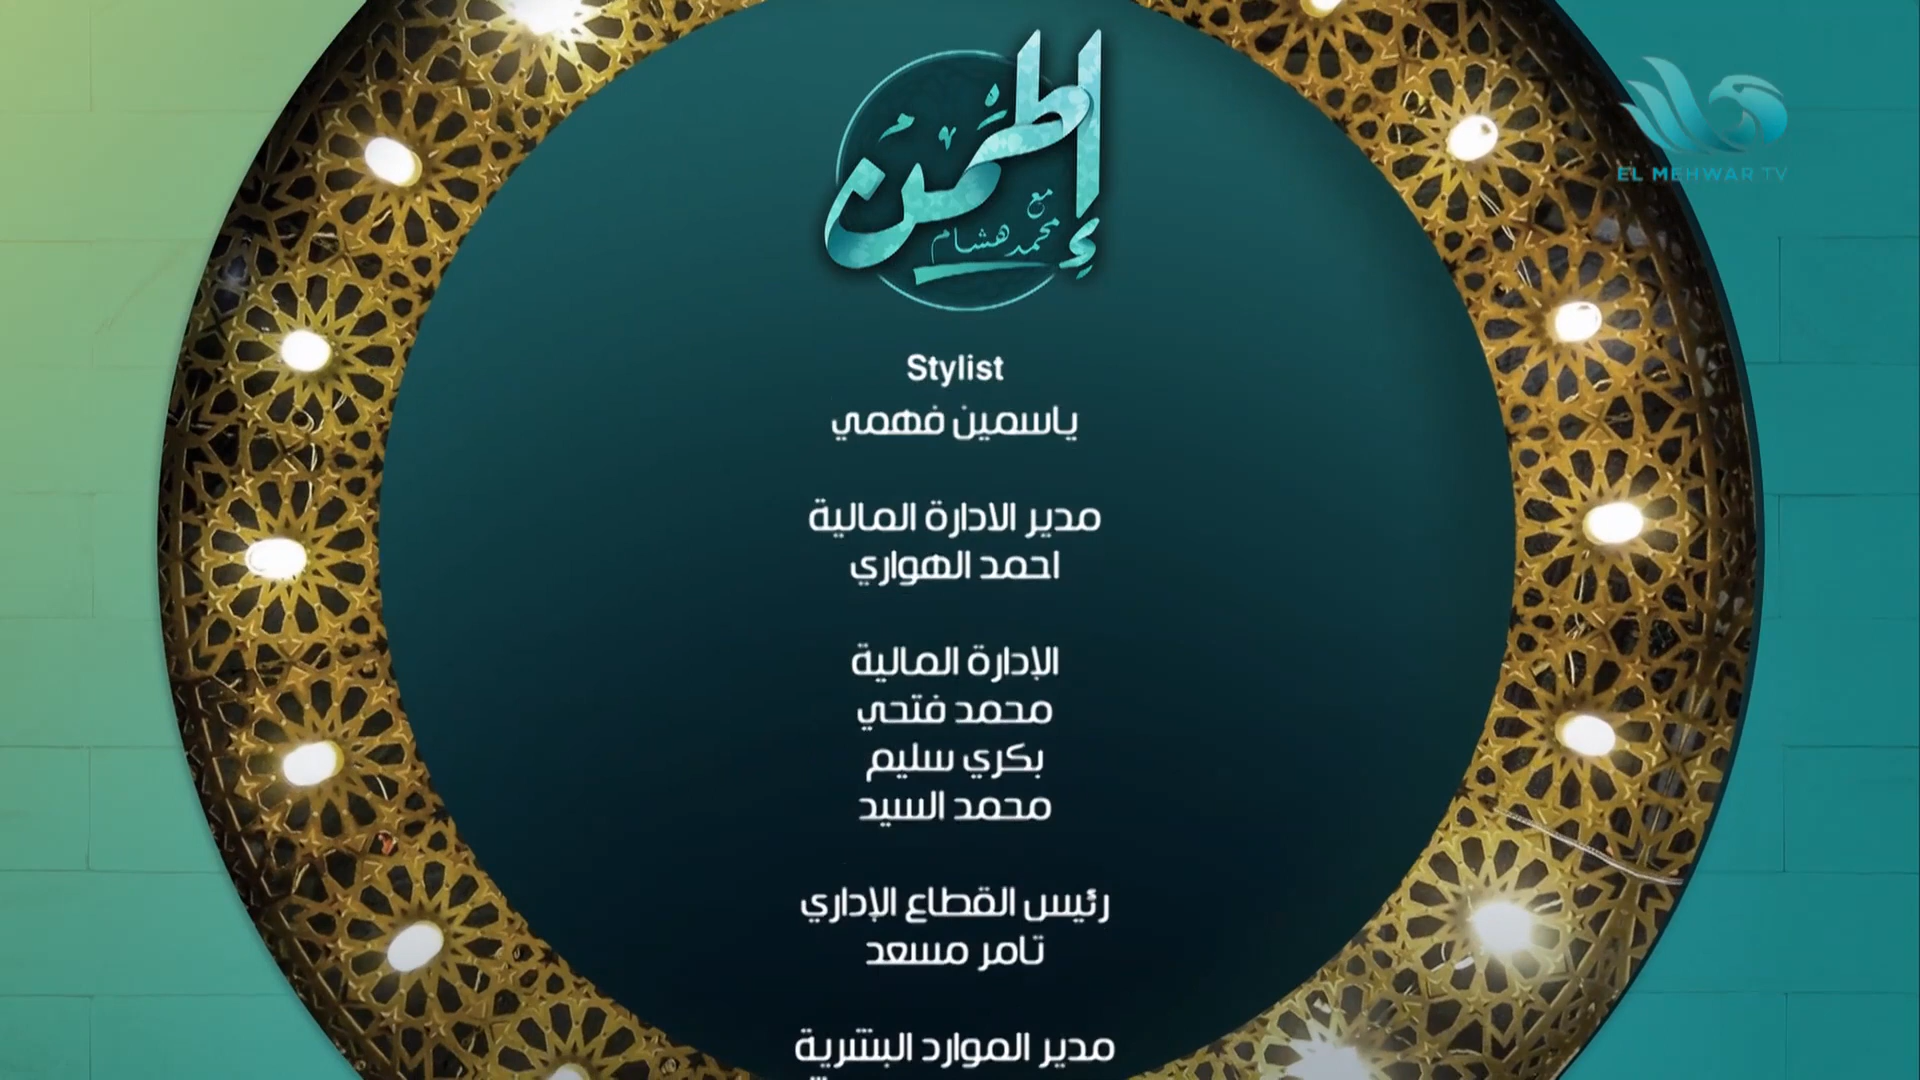 إطمن
مع
محمد هشام
EL MEHWAR TV
Stylist
ياسمين فهمي
مدير الادارة المالية
احمد الهواري
الإدارة المالية
محمد فتحي
بكري سليم
محمد السيد
رئيس القطاع الإداري
تامر مسعد
مدير الموارد البشرية